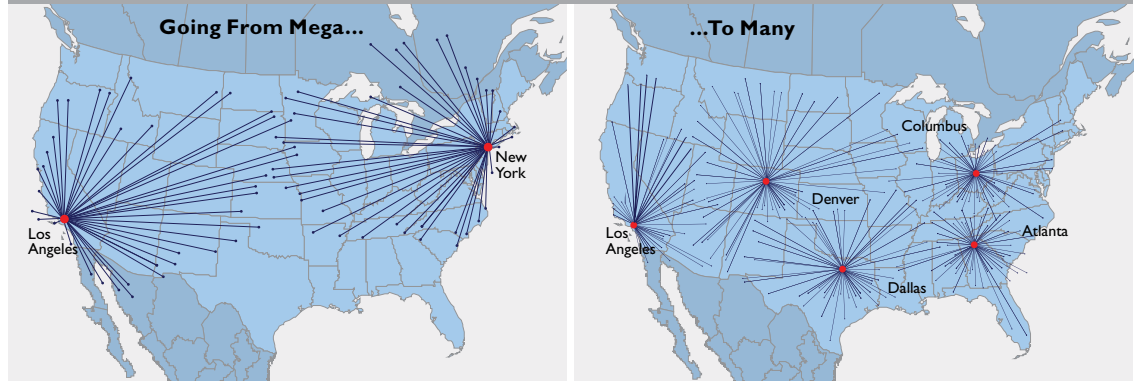 Going From Mega...
New
York
Los
Angeles
...To Many
Columbus
Denver
Los
Angeles
Atlanta
Dallas